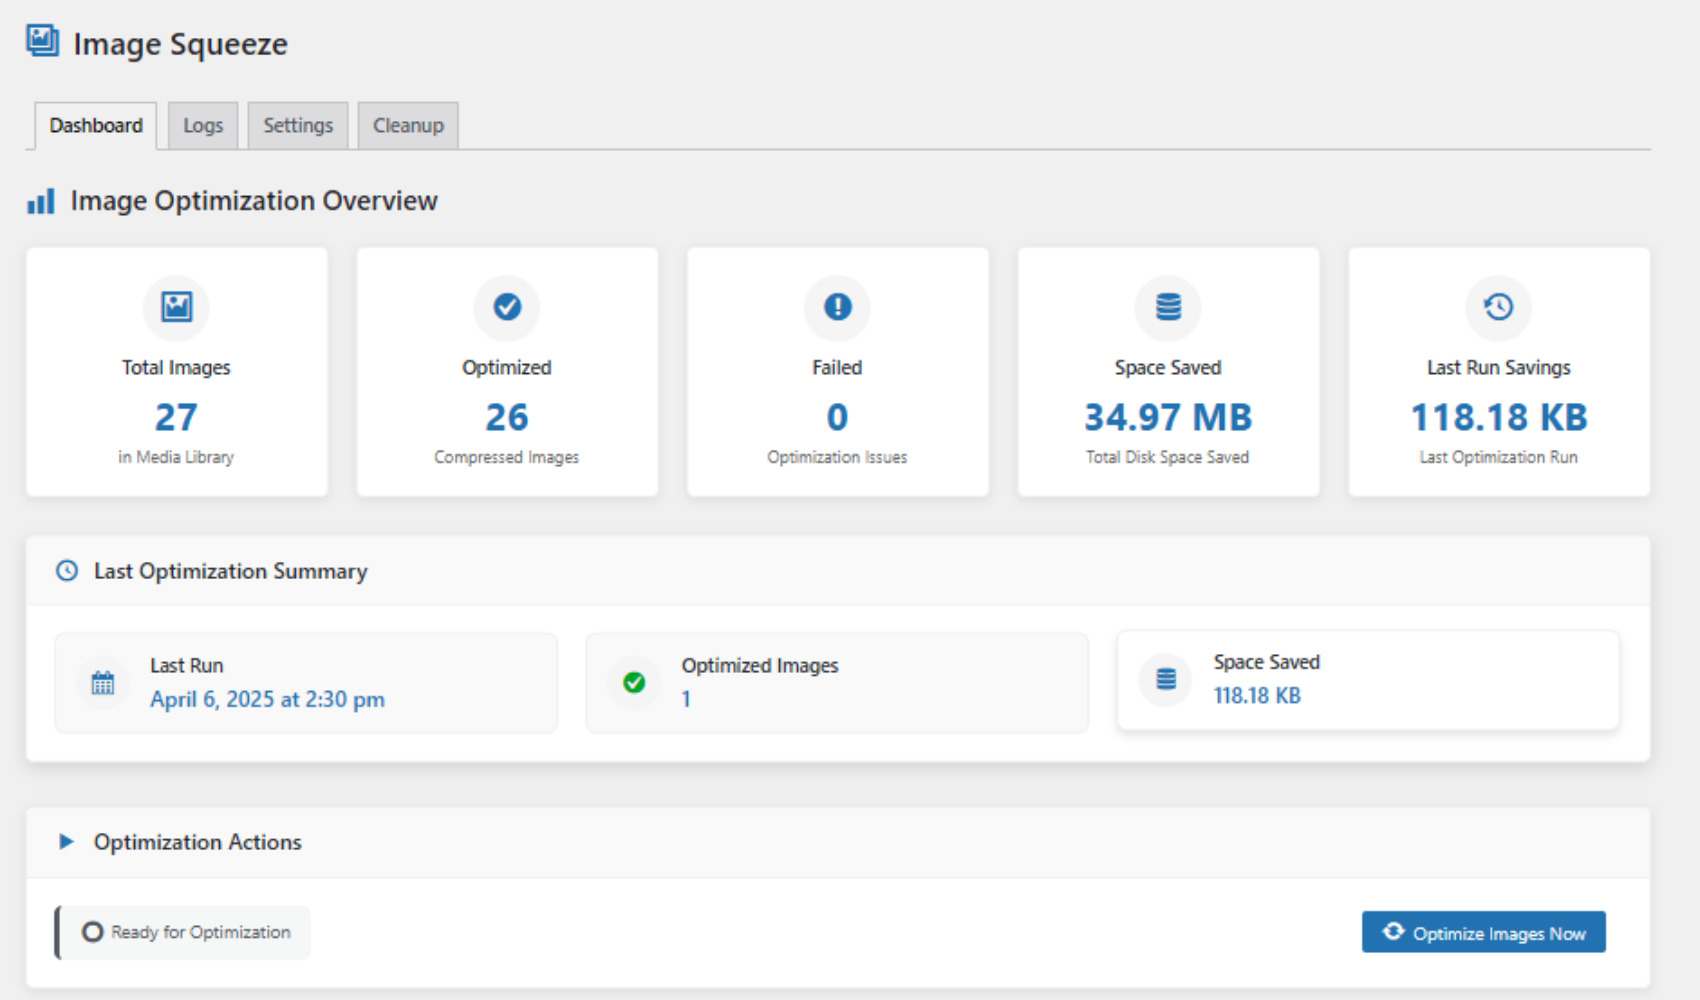 Image Squeeze
Dashboard
Logs
Settings
Cleanup
Image Optimization Overview
Total Images
27
in Media Library
Optimized
26
Compressed Images
Failed
0
Optimization Issues
Space Saved
34.97 MB
Total Disk Space Saved
Last Run Savings
118.18 KB
Last Optimization Run
Last Optimization Summary
Last Run
April 6, 2025 at 2:30 pm
Optimized Images
1
Space Saved
118.18 KB
Optimization Actions
Ready for Optimization
Optimize Images Now